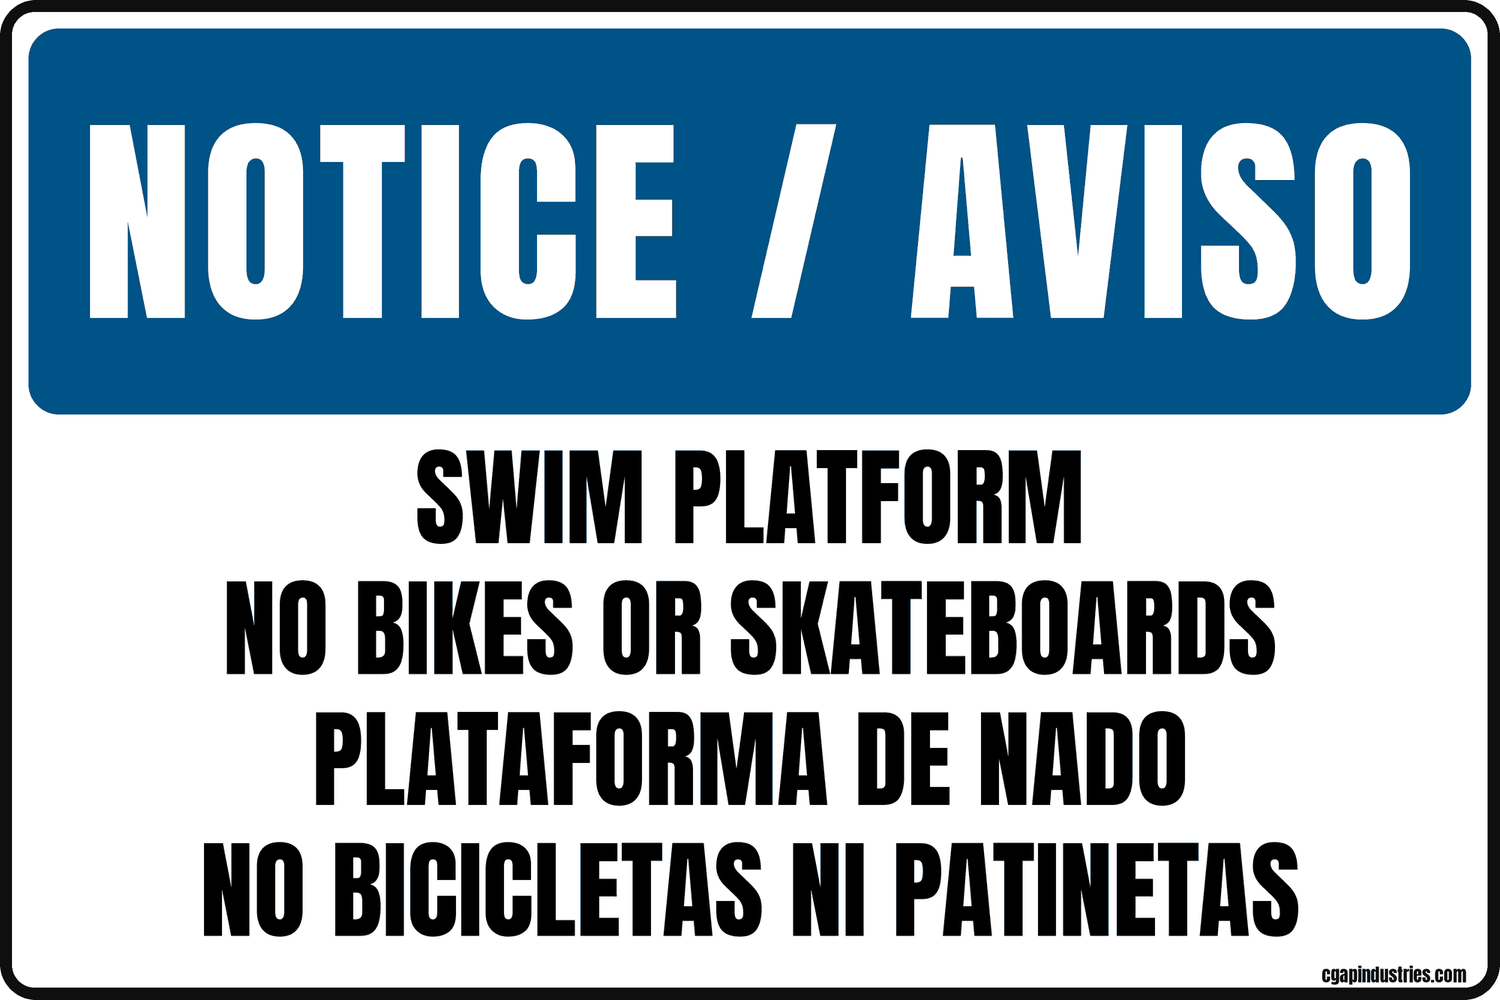 NOTICE / AVISO
SWIM PLATFORM
NO BIKES OR SKATEBOARDS
PLATAFORMA DE NADO
NO BICICLETAS NI PATINETAS
cgapindustries.com